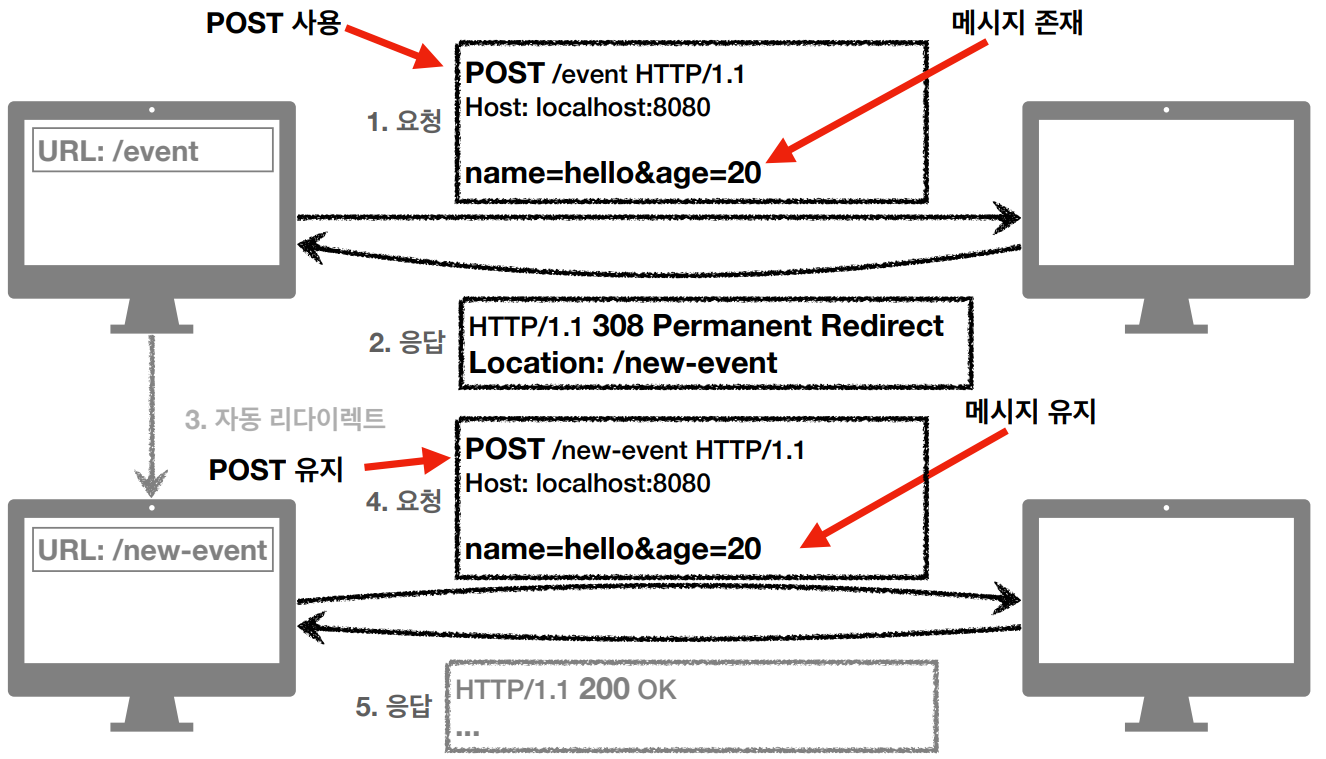 POST 사용
메시지 존재
POST /event HTTP/1.1
Host: localhost:8080
1. 요청
name=hello&age=20
URL: /event
2. 응답
HTTP/1.1 308 Permanent Redirect
Location: /new-event
3. 자동 리다이렉트
메시지 유지
POST 유지
POST /new-event HTTP/1.1
Host: localhost:8080
4. 요청
name=hello&age=20
URL: /new-event
5. 응답
HTTP/1.1 200 OK
...